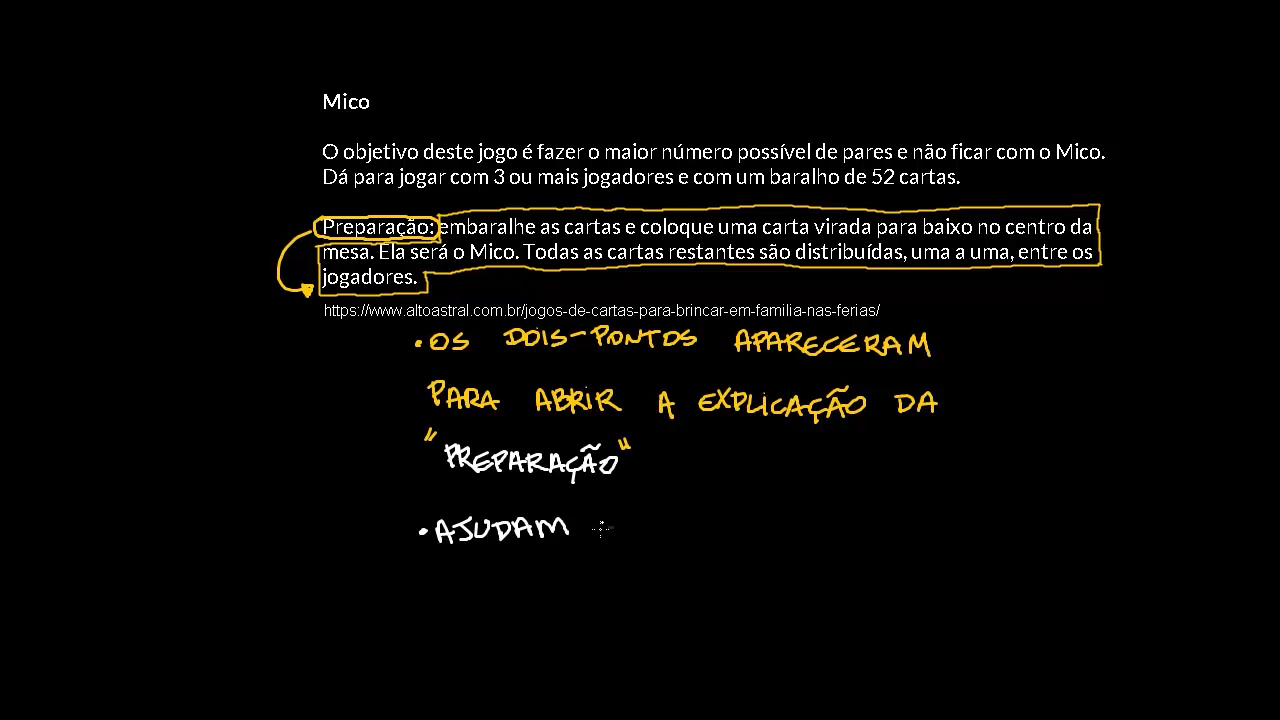 Mico
O objetivo deste jogo é fazer o maior número possível de pares e não ficar com o Mico.
Dá para jogar com 3 ou mais jogadores e com um baralho de 52 cartas.
Preparação: embaralhe as cartas e coloque uma carta virada para baixo no centro da
mesa. Ela será o Mico. Todas as cartas restantes são distribuídas, uma a uma, entre os
jogadores.
https://www.altoastral.com.br/jogos-de-cartas-para-brincar-em-familia-nas-ferias/
• OS DOIS-PONTOS APARECERAM
PARA ABRIR A EXPLICAÇÃO DA
"PREPARAÇÃO"
• AJUDAM